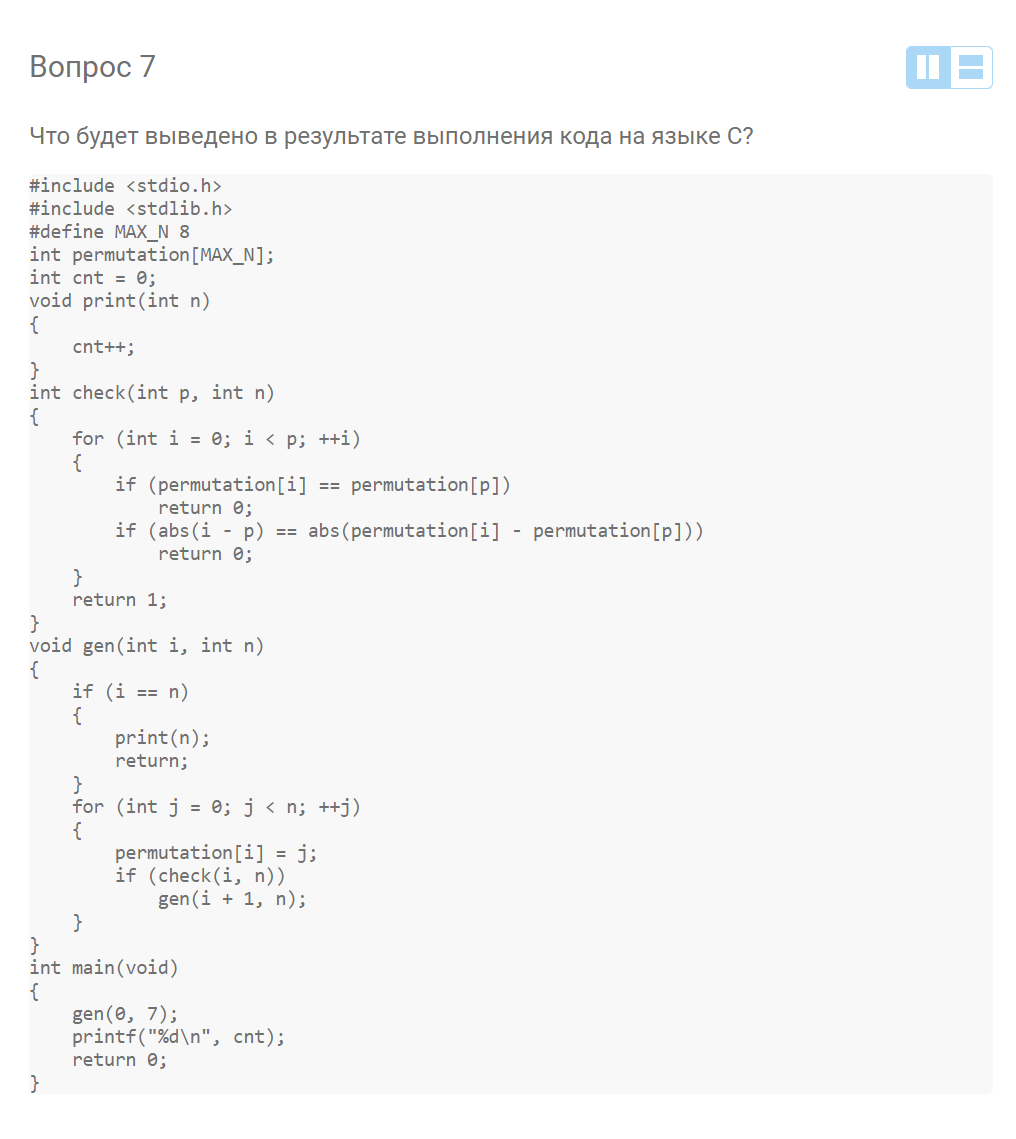 Вопрос 7
Что будет выведено в результате выполнения кода на языке C?
#include <stdio.h>
#include <stdlib.h>
#define MAX_N 8
int permutation[MAX_N];
int cnt = 0;
void print(int n)
{
    cnt++;
}
int check(int p, int n)
{
    for (int i = 0; i < p; ++i)
    {
        if (permutation[i] == permutation[p])
            return 0;
        if (abs(i - p) == abs(permutation[i] - permutation[p]))
            return 0;
    }
    return 1;
}
void gen(int i, int n)
{
    if (i == n)
    {
        print(n);
        return;
    }
    for (int j = 0; j < n; ++j)
    {
        permutation[i] = j;
        if (check(i, n))
            gen(i + 1, n);
    }
}
int main(void)
{
    gen(0, 7);
    printf("%d\n", cnt);
    return 0;
}